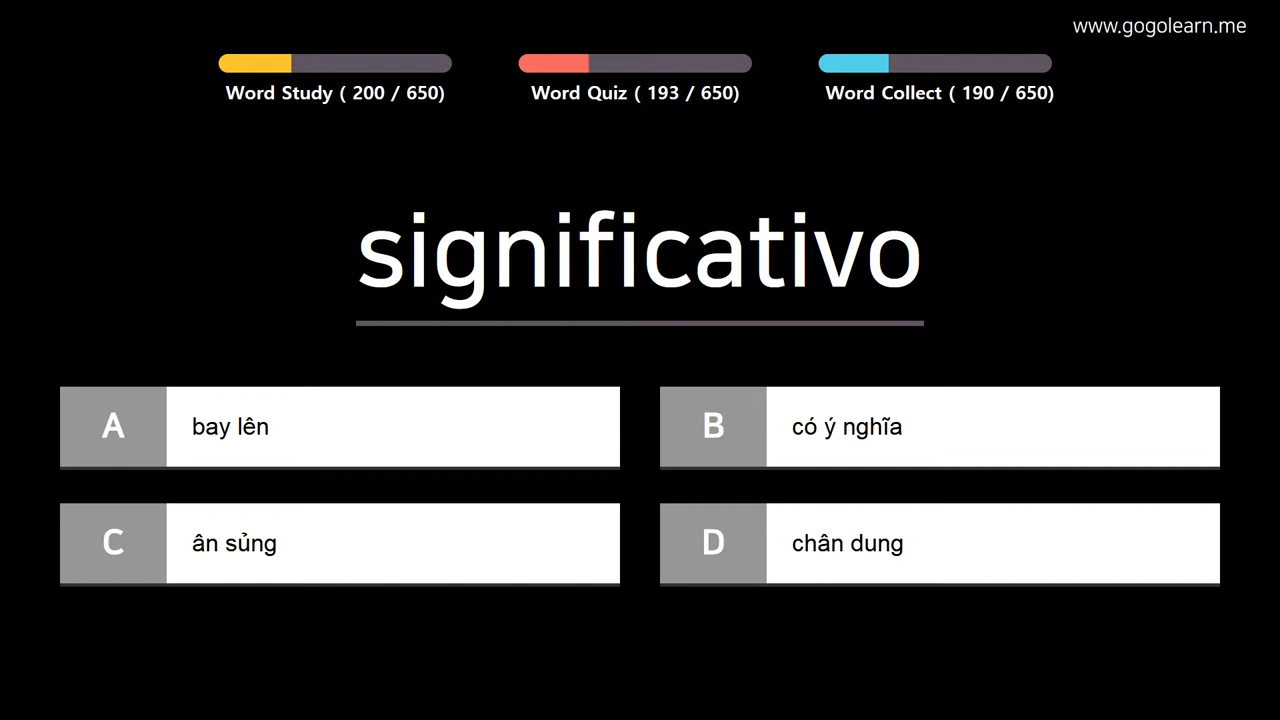 www.gogolearn.me
Word Study ( 200 / 650)
Word Quiz ( 193 / 650)
Word Collect ( 190 / 650)
significativo
A bay lên
B có ý nghĩa
C ân sủng
D chân dung